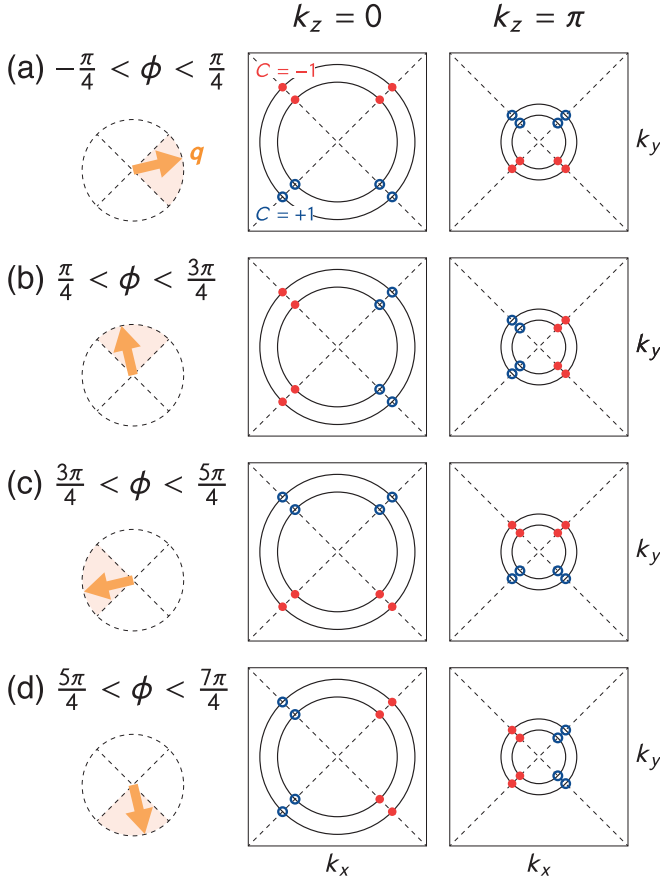 k_z = 0
k_z = π
(a) −π/4 < ϕ < π/4
C = −1
C = +1
q
k_y
(b) π/4 < ϕ < 3π/4
k_y
(c) 3π/4 < ϕ < 5π/4
k_y
(d) 5π/4 < ϕ < 7π/4
k_y
k_x
k_x